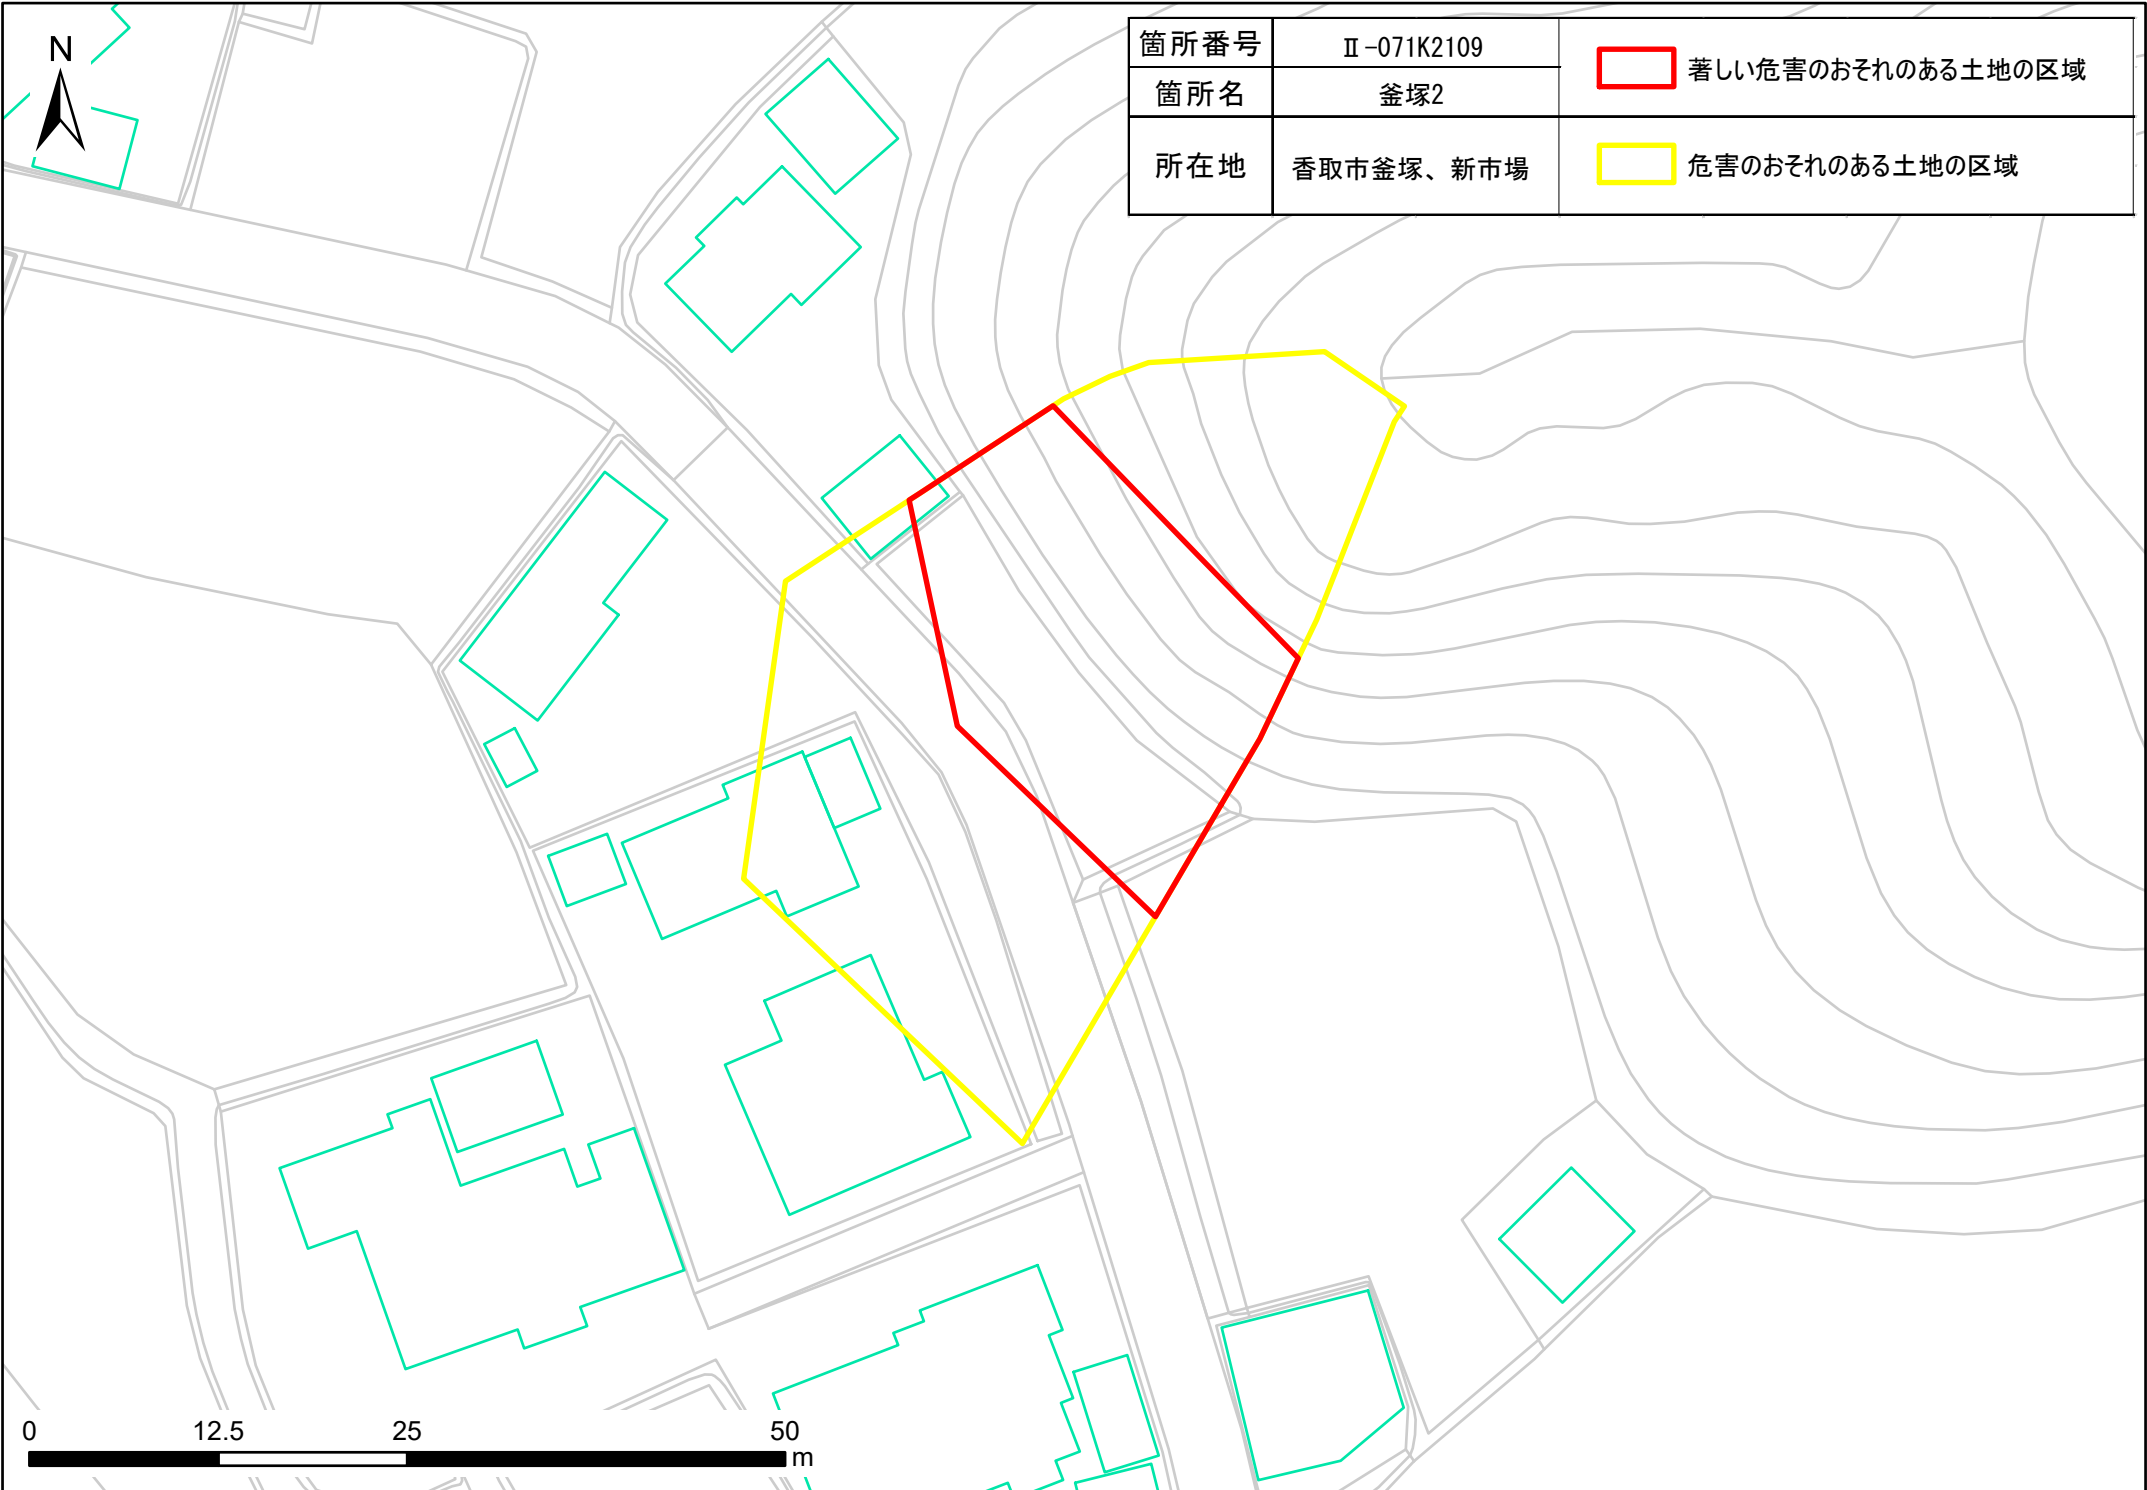 N
箇所番号 Ⅱ-071K2109
箇所名 釜塚2
所在地 香取市釜塚、新市場
著しい危害のおそれのある土地の区域
危害のおそれのある土地の区域
0 12.5 25 50
m